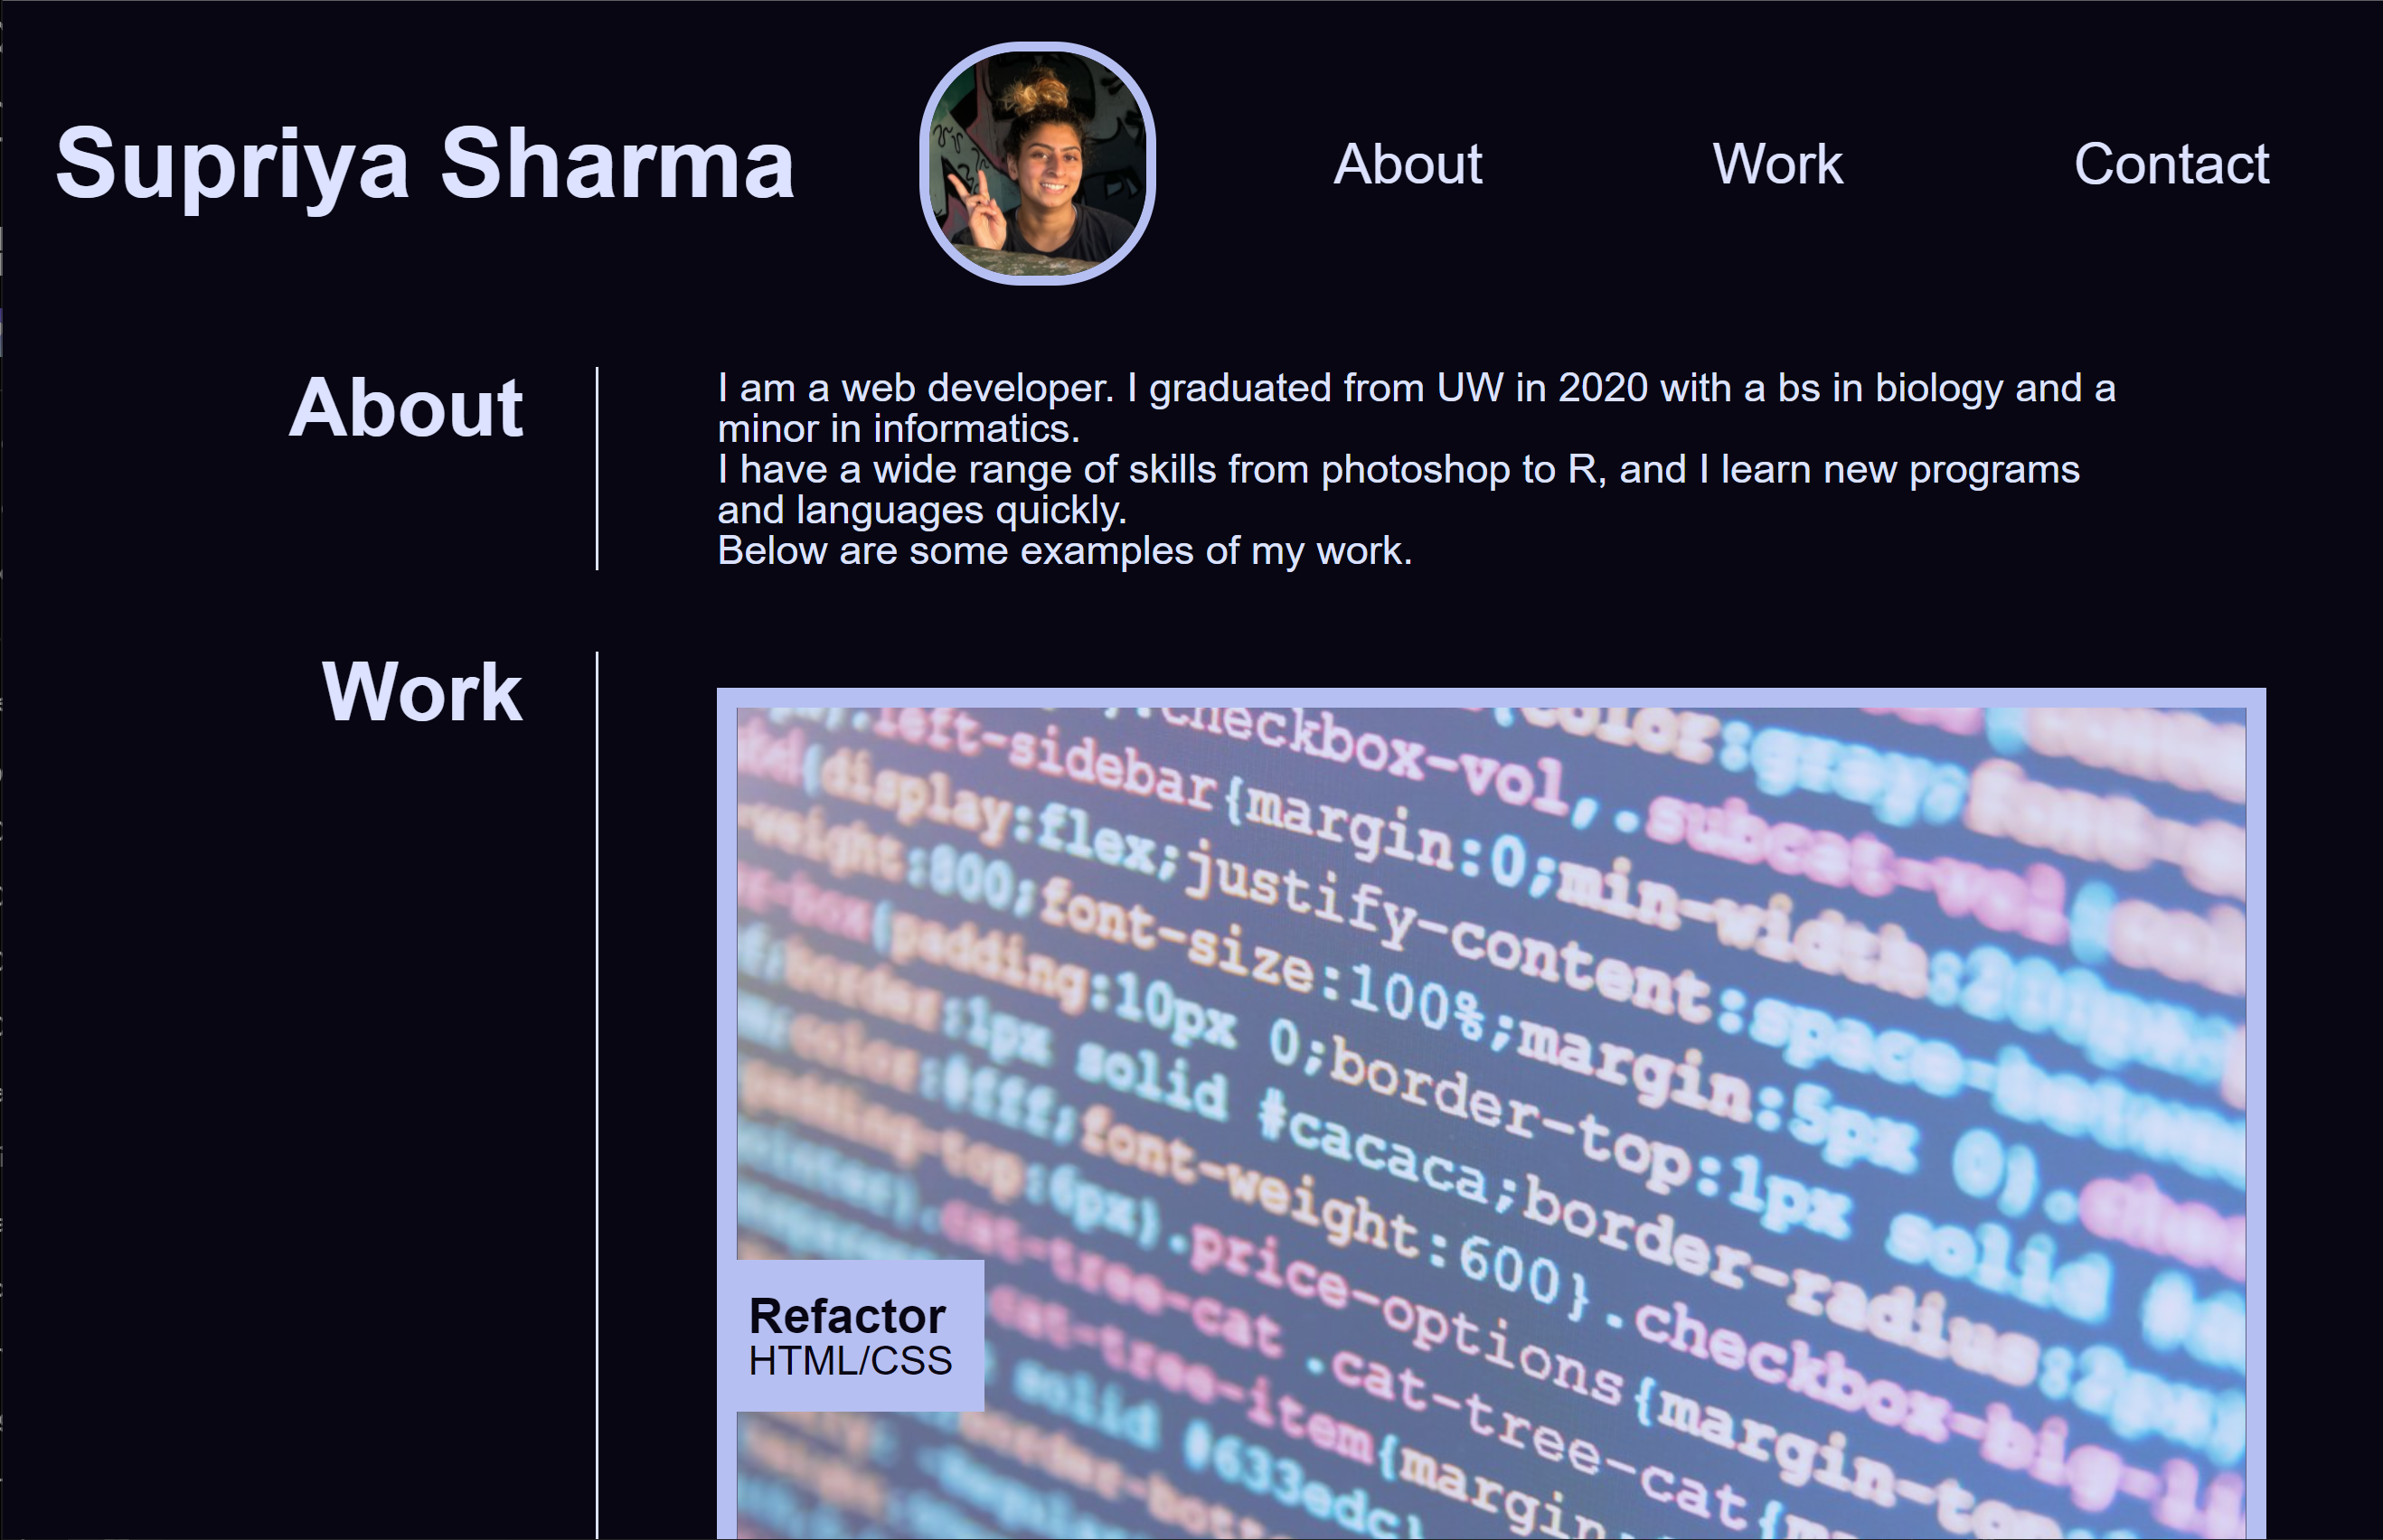 Supriya Sharma
About
Work
Contact
About
I am a web developer. I graduated from UW in 2020 with a bs in biology and a
minor in informatics.
I have a wide range of skills from photoshop to R, and I learn new programs
and languages quickly.
Below are some examples of my work.
Work
.checkbox-vol,.subcat-vol
color:gray;
.left-sidebar{margin:0;min-width:
(display:flex;justify-content:space-between
-weight:800;font-size:100%;margin:5px 0}.
(padding:10px 0;border-top:1px solid
border:1px solid #cacaca;border-radius:2px
color:#fff;font-weight:600}.checkbox-big-li
padding-top:6px}.price-options{margin-top
.cat-tree-cat .cat-tree-cat{
cat-tree-item{margin:
solid #633edc}
Refactor
HTML/CSS